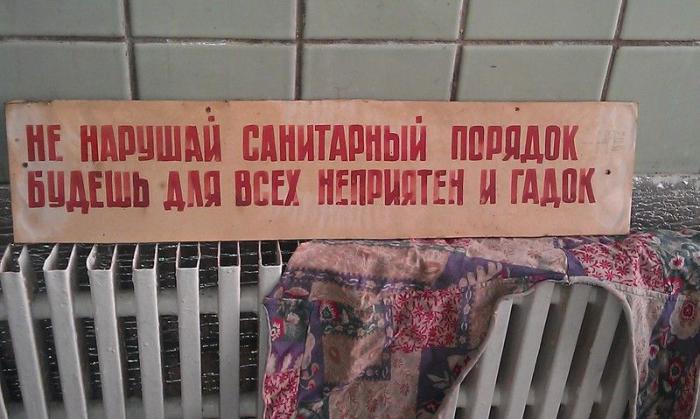 НЕ НАРУШАЙ САНИТАРНЫЙ ПОРЯДОК
БУДЕШЬ ДЛЯ ВСЕХ НЕПРИЯТЕН И ГАДОК